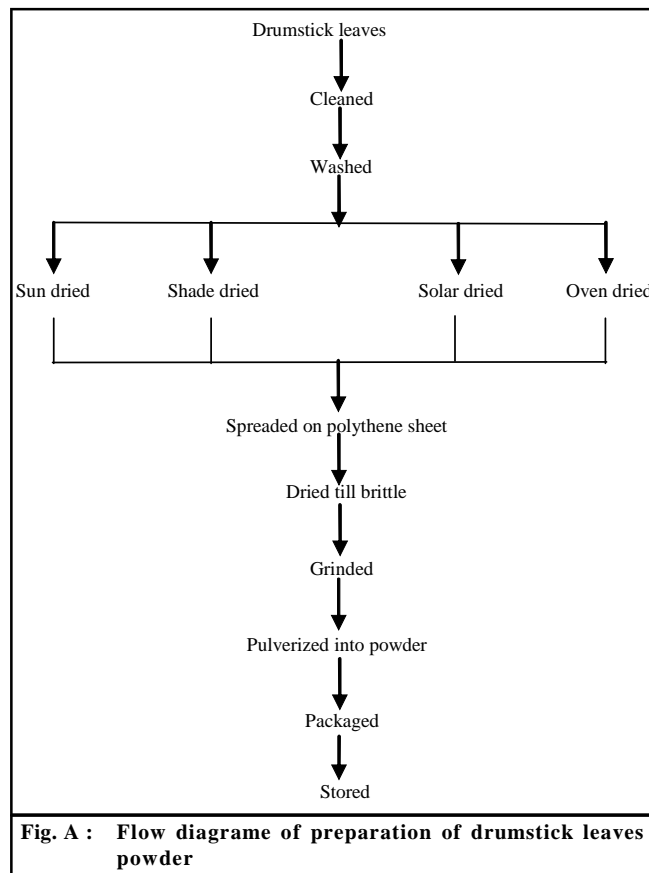 Drumstick leaves
Cleaned
Washed
Sun dried Shade dried Solar dried Oven dried
Spreaded on polythene sheet
Dried till brittle
Grinded
Pulverized into powder
Packaged
Stored
Fig. A : Flow diagrame of preparation of drumstick leaves
powder